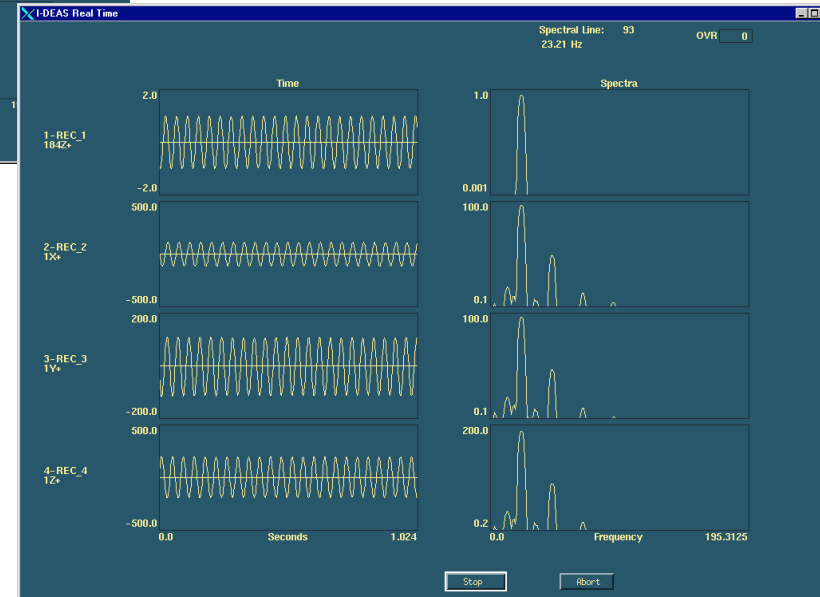 I-DEAS Real Time
Spectral Line: 93
23.21 Hz
OVR 0
Time
Spectra
1-REC_1
184Z+
2.0
-2.0
1.0
0.001
2-REC_2
1X+
500.0
-500.0
100.0
0.1
3-REC_3
1Y+
200.0
-200.0
100.0
0.1
4-REC_4
1Z+
500.0
-500.0
200.0
0.2
0.0 Seconds 1.024
0.0 Frequency 195.3125
Stop
Abort